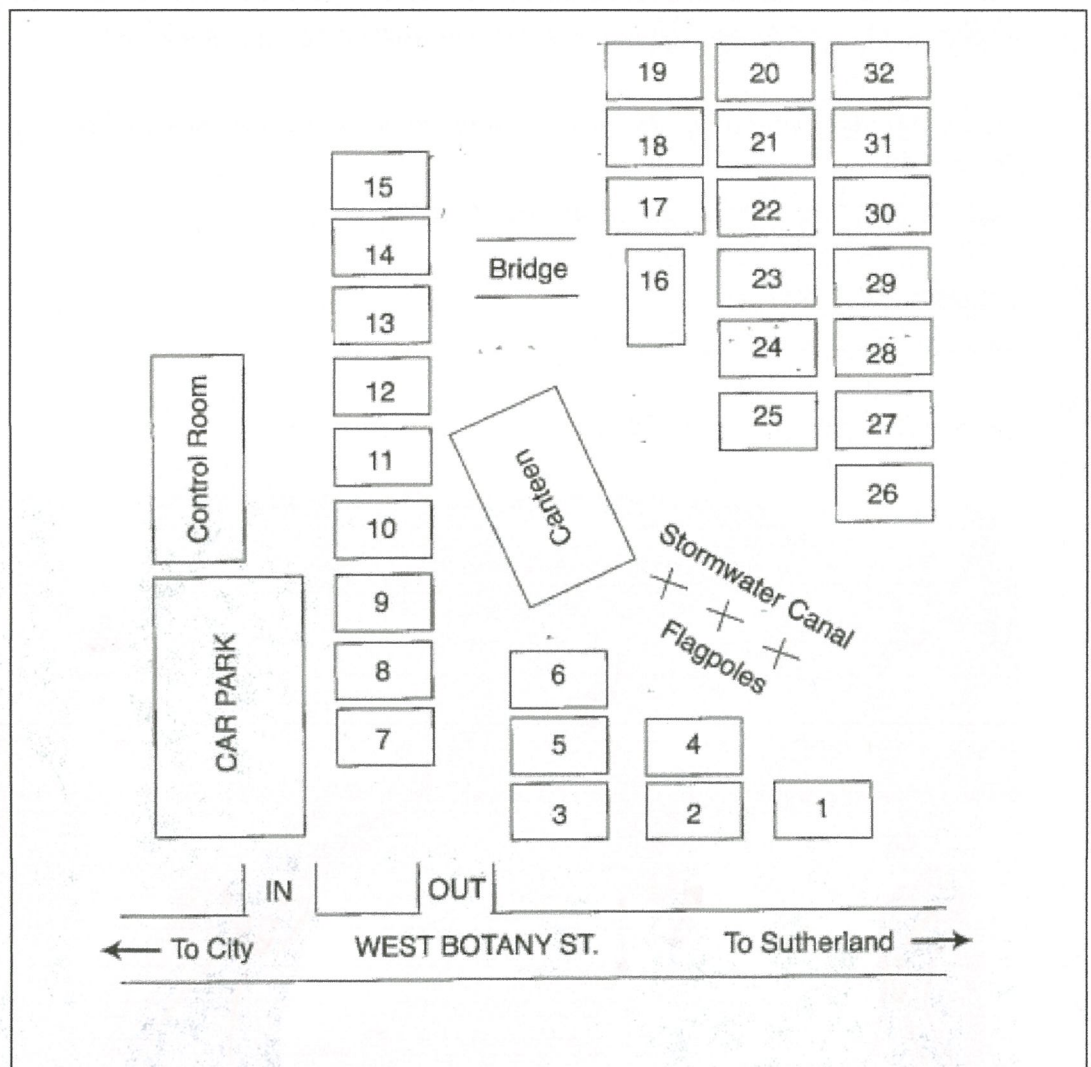 19 20 32
18 21 31
15 17 22 30
14 Bridge 16 23 29
13 24 28
12 25 27
Control Room 11 Canteen 26
10
Stormwater Canal
9
Flagpoles
CAR PARK 8 6
7 5 4
3 2 1
IN OUT
To City WEST BOTANY ST. To Sutherland